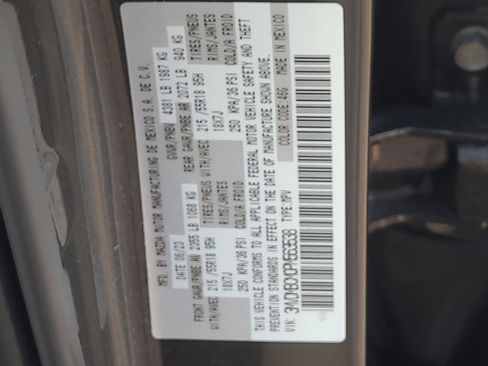 MFD. BY MAZDA MOTOR MANUFACTURING DE MEXICO S.A. DE C.V.
DATE 06/23 GVWR/PNBV 4381 LB 1987 KG
FRONT GAWR/PNBE AV 2355 LB 1068 KG REAR GAWR/PNBE AR 2072 LB 940 KG
WITH/AVEC TIRES/PNEUS RIMS/JANTES COLD/A FROID WITH/AVEC TIRES/PNEUS RIMS/JANTES COLD/A FROID
215/55R18 95H 18X7J 250 KPA/36 PSI 215/55R18 95H 18X7J 250 KPA/36 PSI
THIS VEHICLE CONFORMS TO ALL APPLICABLE FEDERAL MOTOR VEHICLE SAFETY AND THEFT
PREVENTION STANDARDS IN EFFECT ON THE DATE OF MANUFACTURE SHOWN ABOVE.
VIN: TYPE:MPV COLOR CODE:46G MADE IN MEXICO